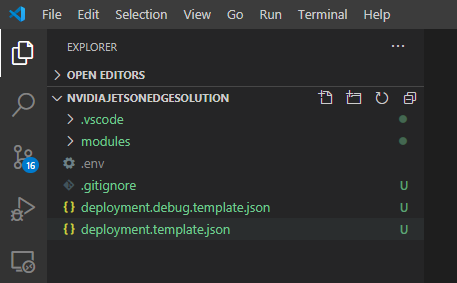 File Edit Selection View Go Run Terminal Help
EXPLORER
OPEN EDITORS
NVIDIAJETSONEDGESOLUTION
.vscode
modules
.env
.gitignore U
deployment.debug.template.json U
deployment.template.json U
16